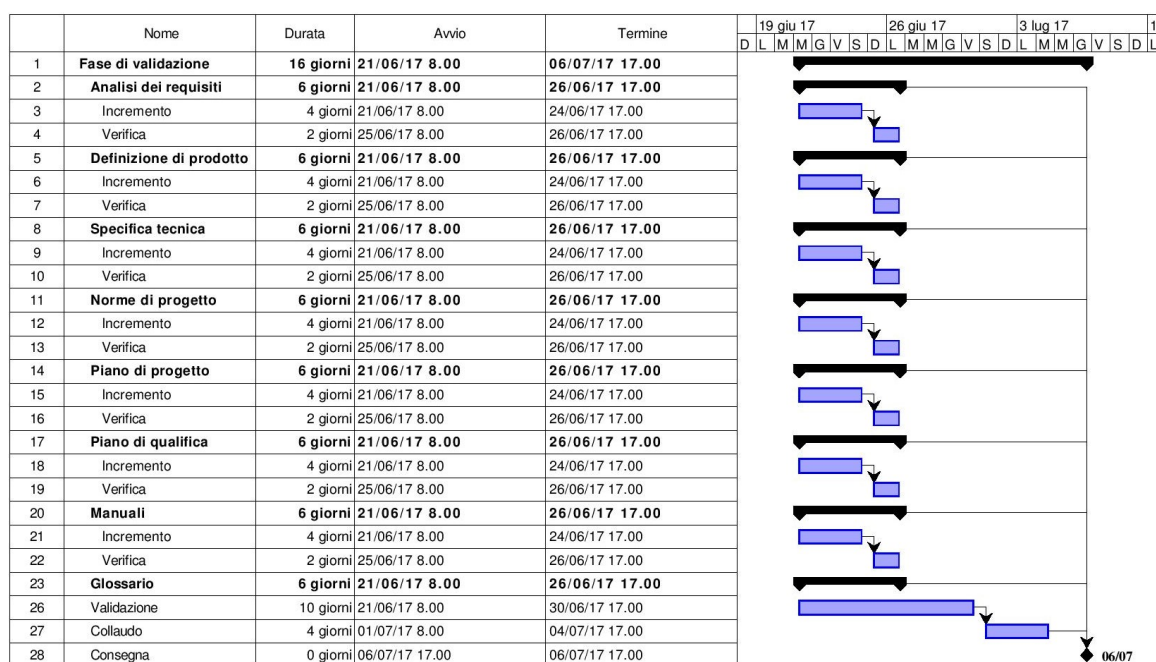 Nome Durata Avvio Termine 19 giu 17 26 giu 17 3 lug 17 1
D L M M G V S D L M M G V S D L M M G V S D L
1 Fase di validazione 16 giorni 21/06/17 8.00 06/07/17 17.00
2 Analisi dei requisiti 6 giorni 21/06/17 8.00 26/06/17 17.00
3 Incremento 4 giorni 21/06/17 8.00 24/06/17 17.00
4 Verifica 2 giorni 25/06/17 8.00 26/06/17 17.00
5 Definizione di prodotto 6 giorni 21/06/17 8.00 26/06/17 17.00
6 Incremento 4 giorni 21/06/17 8.00 24/06/17 17.00
7 Verifica 2 giorni 25/06/17 8.00 26/06/17 17.00
8 Specifica tecnica 6 giorni 21/06/17 8.00 26/06/17 17.00
9 Incremento 4 giorni 21/06/17 8.00 24/06/17 17.00
10 Verifica 2 giorni 25/06/17 8.00 26/06/17 17.00
11 Norme di progetto 6 giorni 21/06/17 8.00 26/06/17 17.00
12 Incremento 4 giorni 21/06/17 8.00 24/06/17 17.00
13 Verifica 2 giorni 25/06/17 8.00 26/06/17 17.00
14 Piano di progetto 6 giorni 21/06/17 8.00 26/06/17 17.00
15 Incremento 4 giorni 21/06/17 8.00 24/06/17 17.00
16 Verifica 2 giorni 25/06/17 8.00 26/06/17 17.00
17 Piano di qualifica 6 giorni 21/06/17 8.00 26/06/17 17.00
18 Incremento 4 giorni 21/06/17 8.00 24/06/17 17.00
19 Verifica 2 giorni 25/06/17 8.00 26/06/17 17.00
20 Manuali 6 giorni 21/06/17 8.00 26/06/17 17.00
21 Incremento 4 giorni 21/06/17 8.00 24/06/17 17.00
22 Verifica 2 giorni 25/06/17 8.00 26/06/17 17.00
23 Glossario 6 giorni 21/06/17 8.00 26/06/17 17.00
26 Validazione 10 giorni 21/06/17 8.00 30/06/17 17.00
27 Collaudo 4 giorni 01/07/17 8.00 04/07/17 17.00
28 Consegna 0 giorni 06/07/17 17.00 06/07/17 17.00 06/07